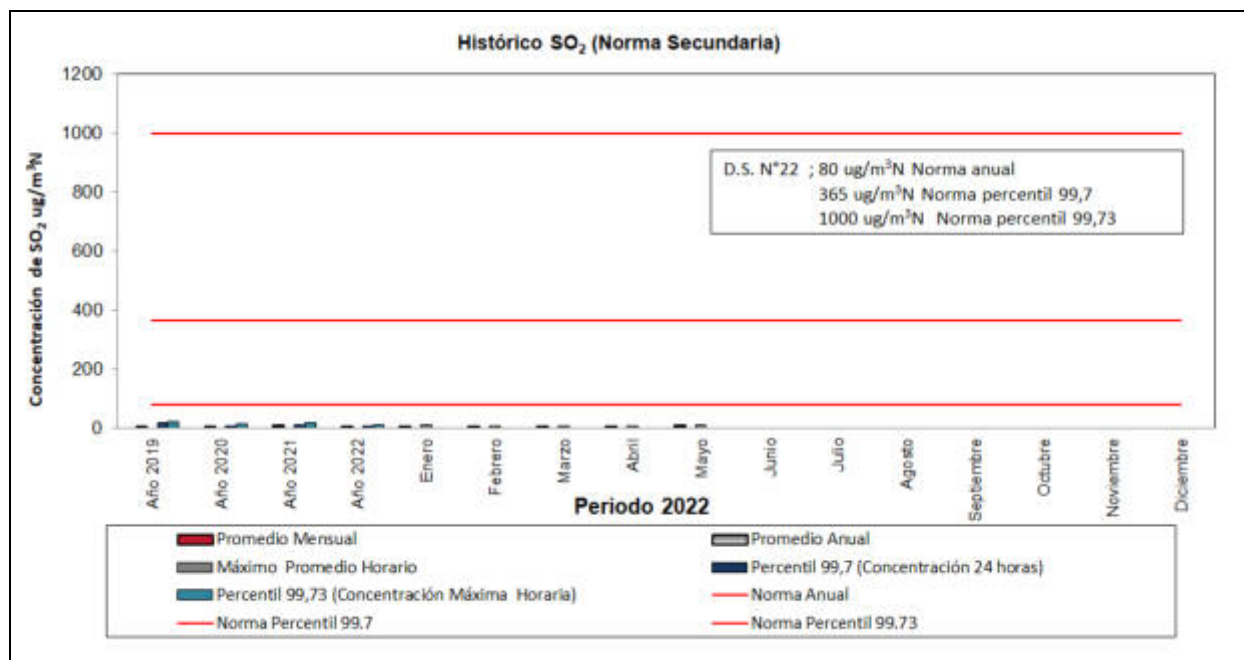 Histórico SO₂ (Norma Secundaria)
Concentración de SO₂ ug/m³N
1200
1000
800
600
400
200
0
D.S. N°22 ; 80 ug/m³N Norma anual
365 ug/m³N Norma percentil 99,7
1000 ug/m³N Norma percentil 99,73
Año 2019
Año 2020
Año 2021
Año 2022
Enero
Febrero
Marzo
Abril
Mayo
Junio
Julio
Agosto
Septiembre
Octubre
Noviembre
Diciembre
Periodo 2022
Promedio Mensual
Promedio Anual
Máximo Promedio Horario
Percentil 99,7 (Concentración 24 horas)
Percentil 99,73 (Concentración Máxima Horaria)
Norma Anual
Norma Percentil 99.7
Norma Percentil 99.73